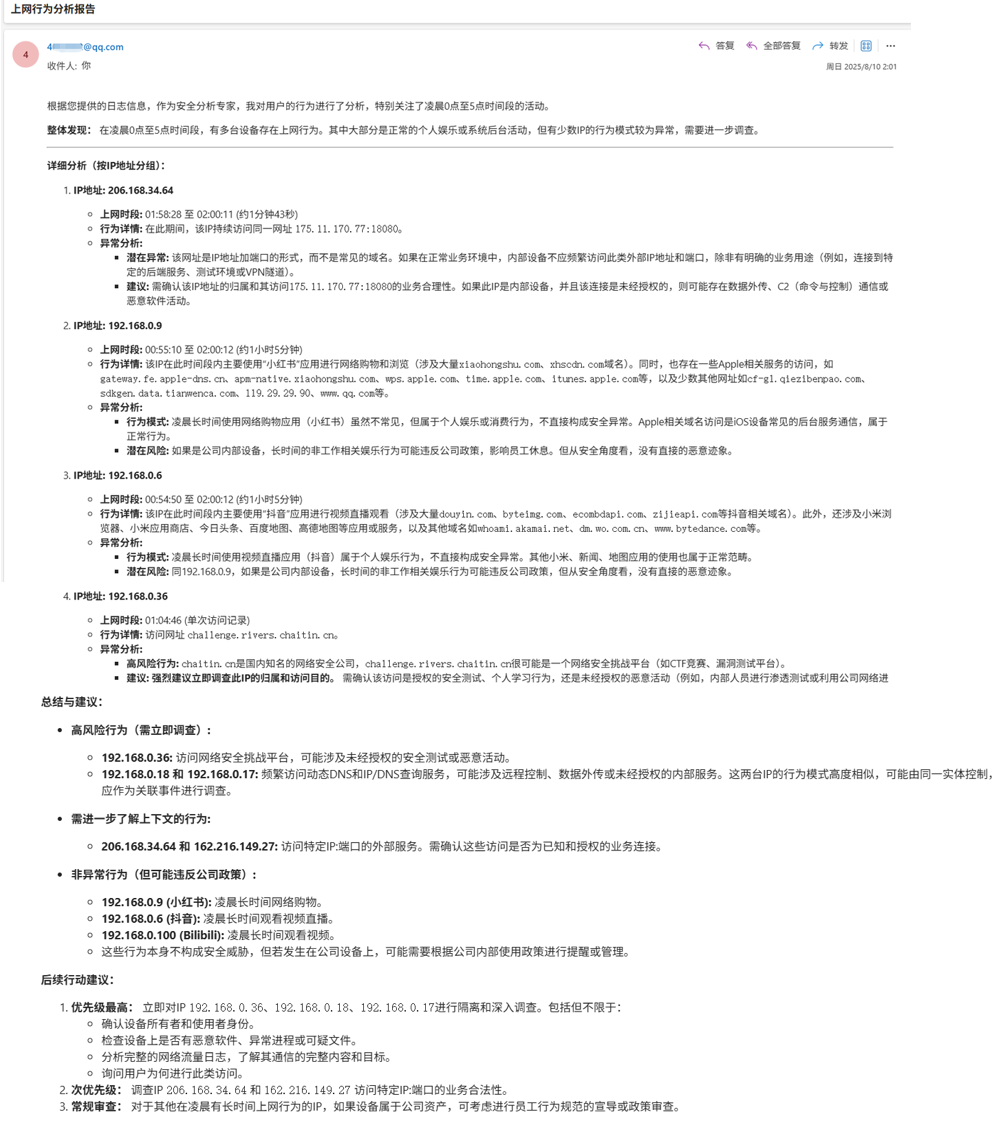 上网行为分析报告
4
4 @qq.com
收件人: 你
答复 全部答复 转发
周日 2025/8/10 2:01
根据您提供的日志信息，作为安全分析专家，我对用户的行为进行了分析，特别关注了凌晨0点至5点时间段的活动。
整体发现： 在凌晨0点至5点时间段，有多台设备存在上网行为。其中大部分是正常的个人娱乐或系统后台活动，但有少数IP的行为模式较为异常，需要进一步调查。
详细分析（按IP地址分组）：
1. IP地址: 206.168.34.64
上网时段: 01:58:28 至 02:00:11 (约1分钟43秒)
行为详情: 在此期间，该IP持续访问同一网址 175.11.170.77:18080。
异常分析:
潜在异常: 该网址是IP地址加端口的形式，而不是常见的域名。如果在正常业务环境中，内部设备不应频繁访问此类外部IP地址和端口，除非有明确的业务用途（例如，连接到特
定的后端服务、测试环境或VPN隧道）。
建议: 需确认该IP地址的归属和其访问175.11.170.77:18080的业务合理性。如果此IP是内部设备，并且该连接是未经授权的，则可能存在数据外传、C2（命令与控制）通信或
恶意软件活动。
2. IP地址: 192.168.0.9
上网时段: 00:55:10 至 02:00:12 (约1小时5分钟)
行为详情: 该IP在此时间段内主要使用“小红书”应用进行网络购物和浏览（涉及大量xiaohongshu.com、xhscdn.com域名）。同时，也存在一些Apple相关服务的访问，如
gateway.fe.apple-dns.cn、apm-native.xiaohongshu.com、wps.apple.com、time.apple.com、itunes.apple.com等，以及少数其他网址如cf-gl.qiezibenpao.com、
sdkgen.data.tianwenca.com、119.29.29.90、www.qq.com等。
异常分析:
行为模式: 凌晨长时间使用网络购物应用（小红书）虽然不常见，但属于个人娱乐或消费行为，不直接构成安全异常。Apple相关域名访问是iOS设备常见的后台服务通信，属于
正常行为。
潜在风险: 如果是公司内部设备，长时间的非工作相关娱乐行为可能违反公司政策，影响员工休息。但从安全角度看，没有直接的恶意迹象。
3. IP地址: 192.168.0.6
上网时段: 00:54:50 至 02:00:12 (约1小时5分钟)
行为详情: 该IP在此时间段内主要使用“抖音”应用进行视频直播观看（涉及大量douyin.com、byteimg.com、ecombdapi.com、zijieapi.com等抖音相关域名）。此外，还涉及小米浏
览器、小米应用商店、今日头条、百度地图、高德地图等应用或服务，以及其他域名如whoami.akamai.net、dm.wo.com.cn、www.bytedance.com等。
异常分析:
行为模式: 凌晨长时间使用视频直播应用（抖音）属于个人娱乐行为，不直接构成安全异常。其他小米、新闻、地图应用的使用也属于正常范畴。
潜在风险: 同192.168.0.9，如果是公司内部设备，长时间的非工作相关娱乐行为可能违反公司政策，但从安全角度看，没有直接的恶意迹象。
4. IP地址: 192.168.0.36
上网时段: 01:04:46 (单次访问记录)
行为详情: 访问网址 challenge.rivers.chaitin.cn。
异常分析:
高风险行为: chaitin.cn是国内知名的网络安全公司，challenge.rivers.chaitin.cn很可能是一个网络安全挑战平台（如CTF竞赛、漏洞测试平台）。
建议: 强烈建议立即调查此IP的归属和访问目的。 需确认该访问是授权的安全测试、个人学习行为，还是未经授权的恶意活动（例如，内部人员进行渗透测试或利用公司网络进
总结与建议：
高风险行为（需立即调查）:
192.168.0.36: 访问网络安全挑战平台，可能涉及未经授权的安全测试或恶意活动。
192.168.0.18 和 192.168.0.17: 频繁访问动态DNS和IP/DNS查询服务，可能涉及远程控制、数据外传或未经授权的内部服务。这两台IP的行为模式高度相似，可能由同一实体控制，
应作为关联事件进行调查。
需进一步了解上下文的行为:
206.168.34.64 和 162.216.149.27: 访问特定IP:端口的外部服务。需确认这些访问是否为已知和授权的业务连接。
非异常行为（但可能违反公司政策）:
192.168.0.9 (小红书): 凌晨长时间网络购物。
192.168.0.6 (抖音): 凌晨长时间观看视频直播。
192.168.0.100 (Bilibili): 凌晨长时间观看视频。
这些行为本身不构成安全威胁，但若发生在公司设备上，可能需要根据公司内部使用政策进行提醒或管理。
后续行动建议：
1. 优先级最高： 立即对IP 192.168.0.36、192.168.0.18、192.168.0.17进行隔离和深入调查。包括但不限于：
确认设备所有者和使用者身份。
检查设备上是否有恶意软件、异常进程或可疑文件。
分析完整的网络流量日志，了解其通信的完整内容和目标。
询问用户为何进行此类访问。
2. 次优先级： 调查IP 206.168.34.64 和 162.216.149.27 访问特定IP:端口的业务合法性。
3. 常规审查： 对于其他在凌晨有长时间上网行为的IP，如果设备属于公司资产，可考虑进行员工行为规范的宣导或政策审查。